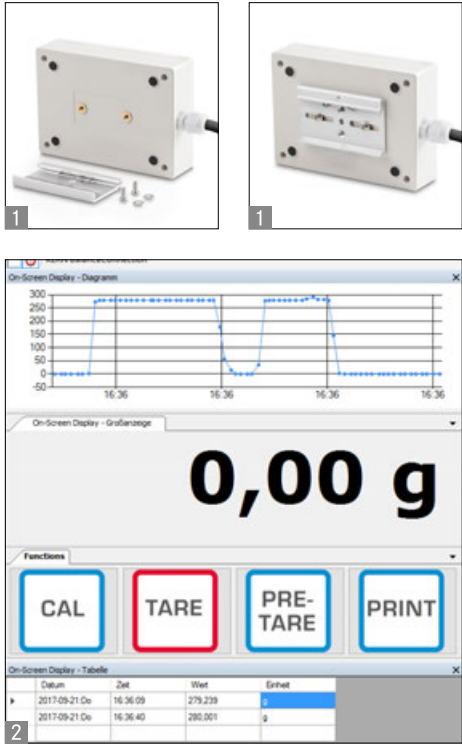 1
1
On-Screen Display - Diagramm
300
250
200
150
100
50
0
-50
16:36
16:36
16:36
16:36
On-Screen Display - Großanzeige
0,00 g
Functions
CAL
TARE
PRE-
TARE
PRINT
On-Screen Display - Tabelle
Datum Zeit Wert Einheit
2017-09-21:Do 16:36:09 279,239 g
2017-09-21:Do 16:36:40 280,001 g
2